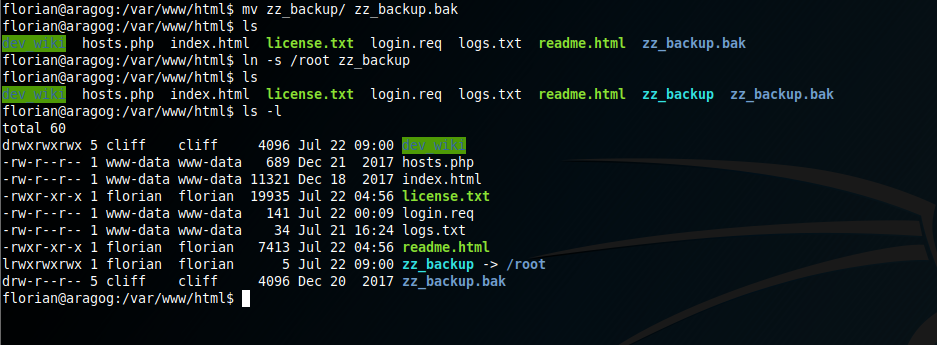 florian@aragog:/var/www/html$ mv zz_backup/ zz_backup.bak
florian@aragog:/var/www/html$ ls
dev_wiki  hosts.php  index.html  license.txt  login.req  logs.txt  readme.html  zz_backup.bak
florian@aragog:/var/www/html$ ln -s /root zz_backup
florian@aragog:/var/www/html$ ls
dev_wiki  hosts.php  index.html  license.txt  login.req  logs.txt  readme.html  zz_backup  zz_backup.bak
florian@aragog:/var/www/html$ ls -l
total 60
drwxrwxrwx 5 cliff    cliff     4096 Jul 22 09:00 dev_wiki
-rw-r--r-- 1 www-data www-data   689 Dec 21  2017 hosts.php
-rw-r--r-- 1 www-data www-data 11321 Dec 18  2017 index.html
-rwxr-xr-x 1 florian  florian  19935 Jul 22 04:56 license.txt
-rw-r--r-- 1 www-data www-data   141 Jul 22 00:09 login.req
-rw-r--r-- 1 www-data www-data    34 Jul 21 16:24 logs.txt
-rwxr-xr-x 1 florian  florian   7413 Jul 22 04:56 readme.html
lrwxrwxrwx 1 florian  florian      5 Jul 22 09:00 zz_backup -> /root
drw-r--r-- 5 cliff    cliff     4096 Dec 20  2017 zz_backup.bak
florian@aragog:/var/www/html$